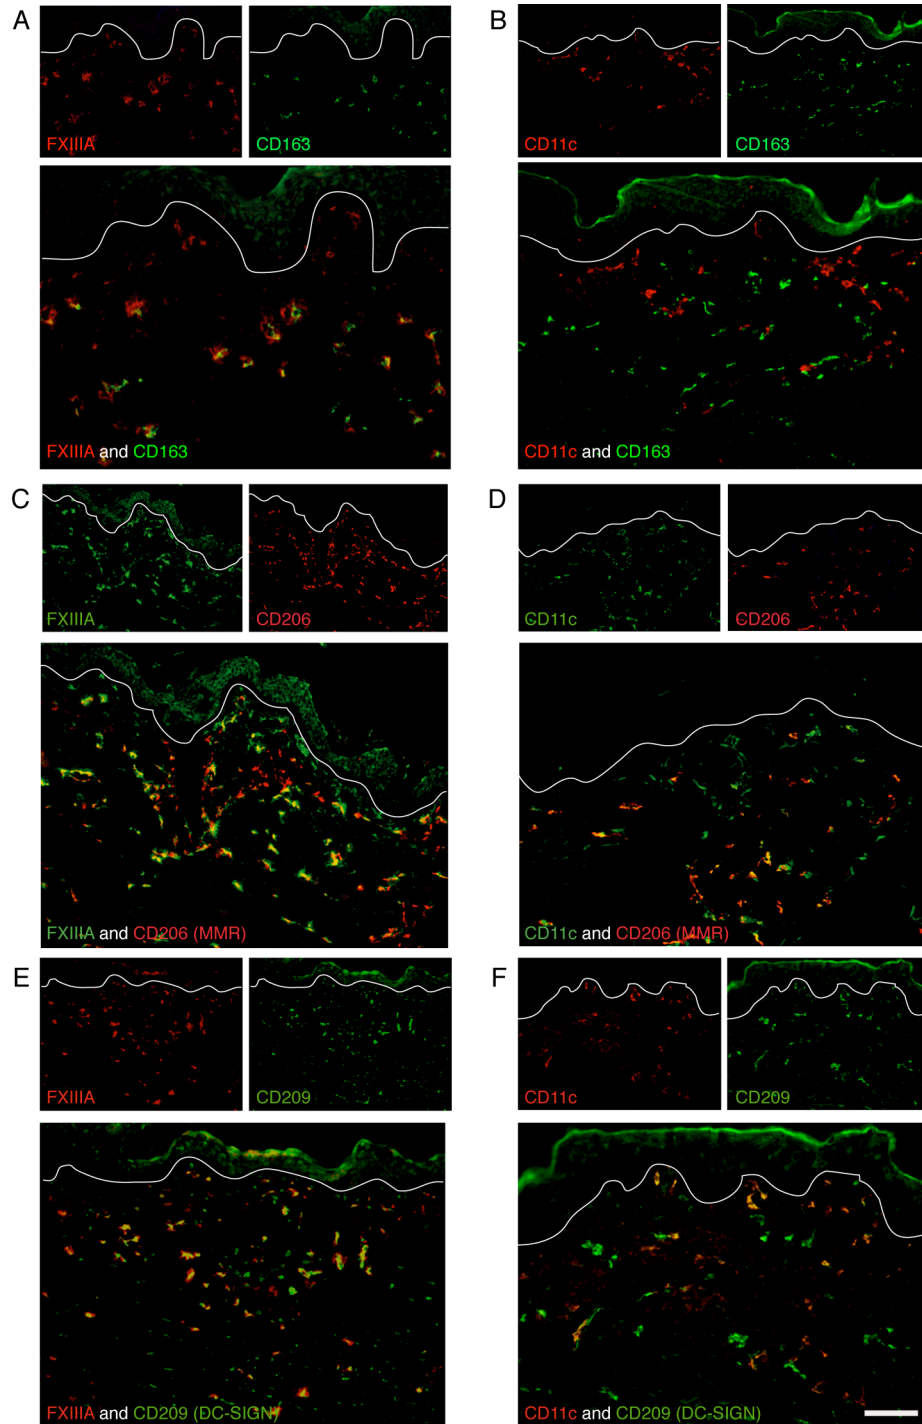 A
B
FXIIIA
CD163
CD11c
CD163
FXIIIA and CD163
CD11c and CD163
C
D
FXIIIA
CD206
CD11c
CD206
FXIIIA and CD206 (MMR)
CD11c and CD206 (MMR)
E
F
FXIIIA
CD209
CD11c
CD209
FXIIIA and CD209 (DC-SIGN)
CD11c and CD209 (DC-SIGN)